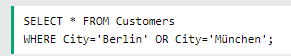 SELECT * FROM Customers
WHERE City='Berlin' OR City='München';